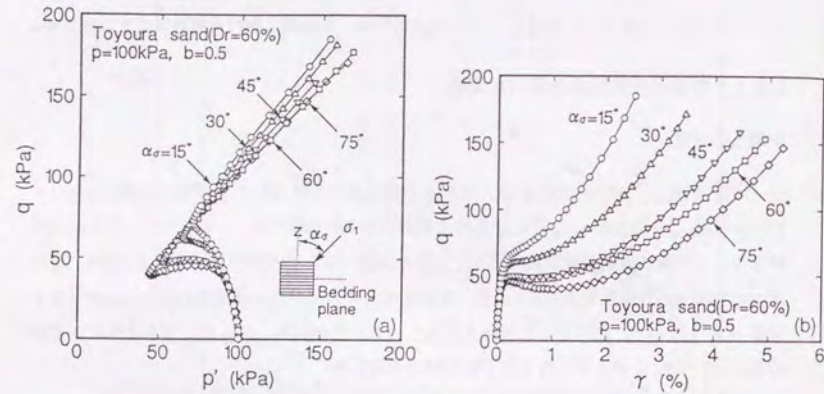 Toyoura sand(Dr=60%)
p=100kPa, b=0.5
200
150
100
50
0
q (kPa)
45°
30°
ασ=15°
75°
60°
z
ασ
σ1
Bedding
plane
(a)
0
50
100
150
200
p' (kPa)
200
150
100
50
0
q (kPa)
ασ=15°
30°
45°
60°
75°
Toyoura sand(Dr=60%)
p=100kPa, b=0.5
(b)
0
1
2
3
4
5
6
γ (%)